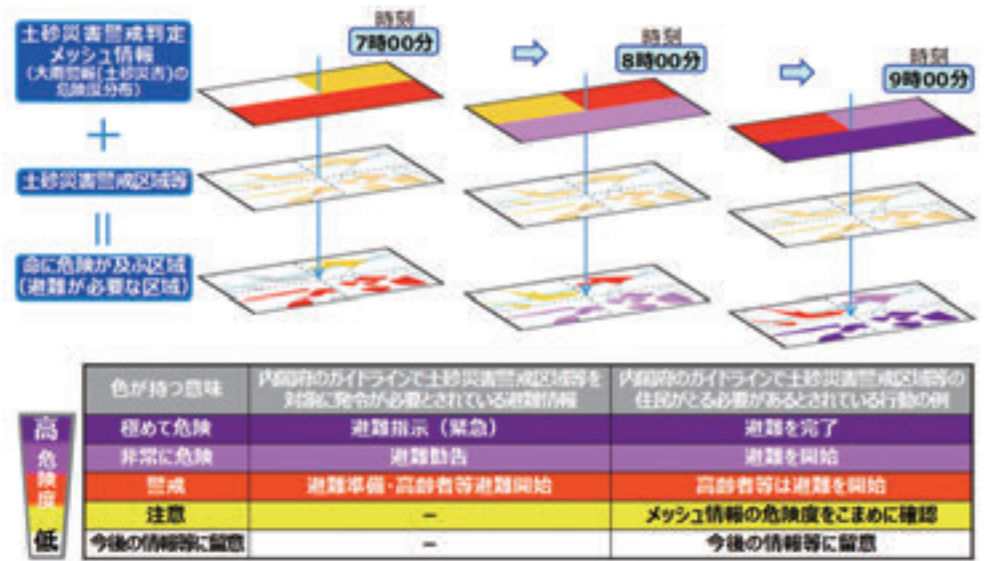 土砂災害警戒判定
メッシュ情報
(大雨警報(土砂災害)の
危険度分布)
+
土砂災害警戒区域等
=
命に危険が及ぶ区域
(避難が必要な区域)
時刻
7時00分
時刻
8時00分
時刻
9時00分
色が持つ意味
内閣府のガイドラインで土砂災害警戒区域等を
対象に発令が必要とされている避難情報
内閣府のガイドラインで土砂災害警戒区域等の
住民がとる必要があるとされている行動の例
高
危
険
度
低
極めて危険
避難指示(緊急)
避難を完了
非常に危険
避難勧告
避難を開始
警戒
避難準備・高齢者等避難開始
高齢者等は避難を開始
注意
–
メッシュ情報の危険度をこまめに確認
今後の情報等に留意
–
今後の情報等に留意